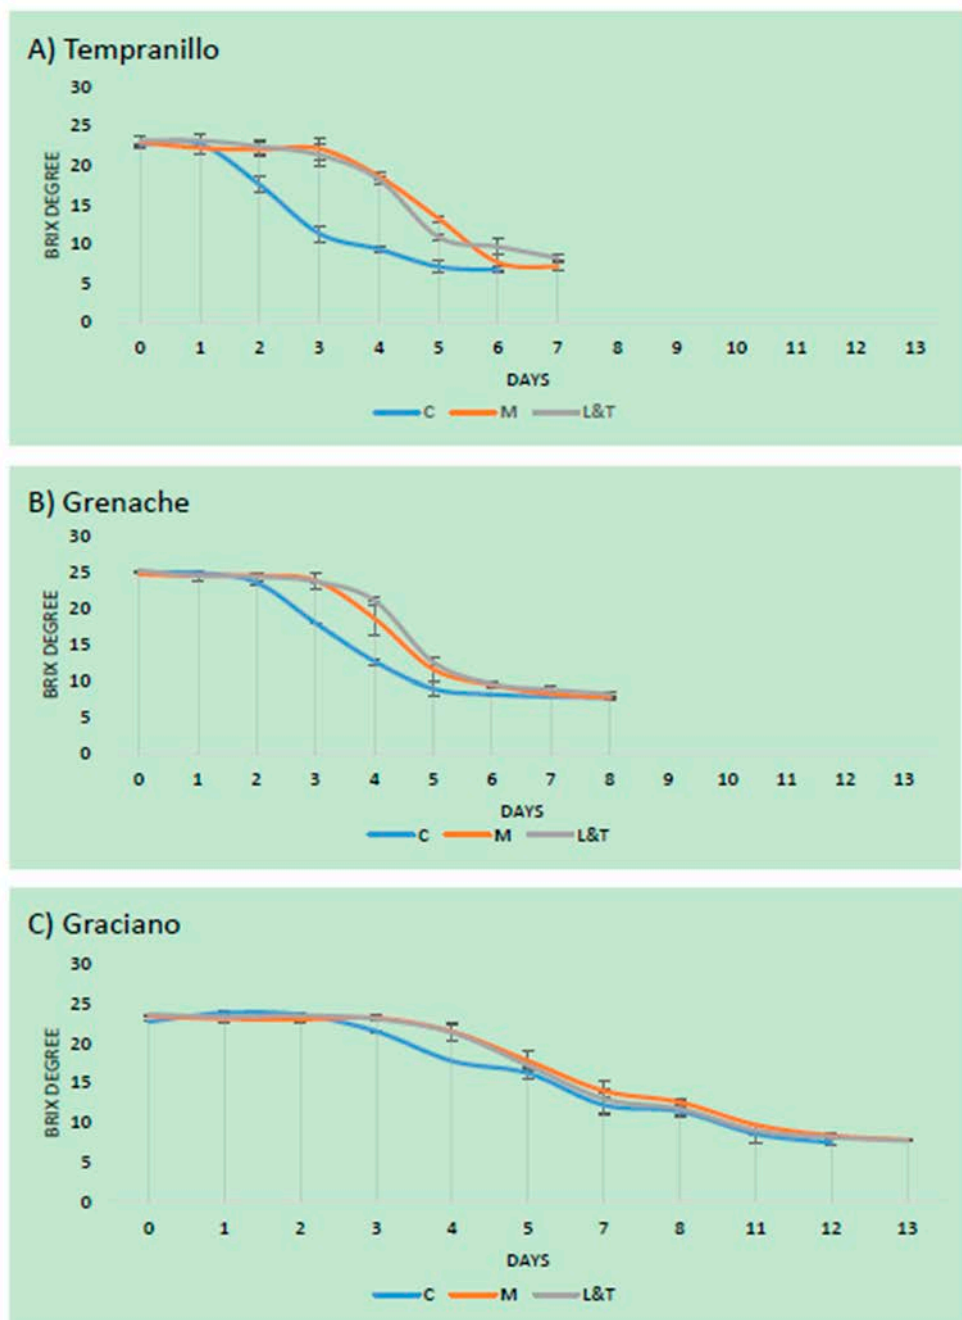 A) Tempranillo
30
25
20
15
10
5
0
BRIX DEGREE
0 1 2 3 4 5 6 7 8 9 10 11 12 13
DAYS
C M L&T
B) Grenache
30
25
20
15
10
5
0
BRIX DEGREE
0 1 2 3 4 5 6 7 8 9 10 11 12 13
DAYS
C M L&T
C) Graciano
30
25
20
15
10
5
0
BRIX DEGREE
0 1 2 3 4 5 7 8 11 12 13
DAYS
C M L&T